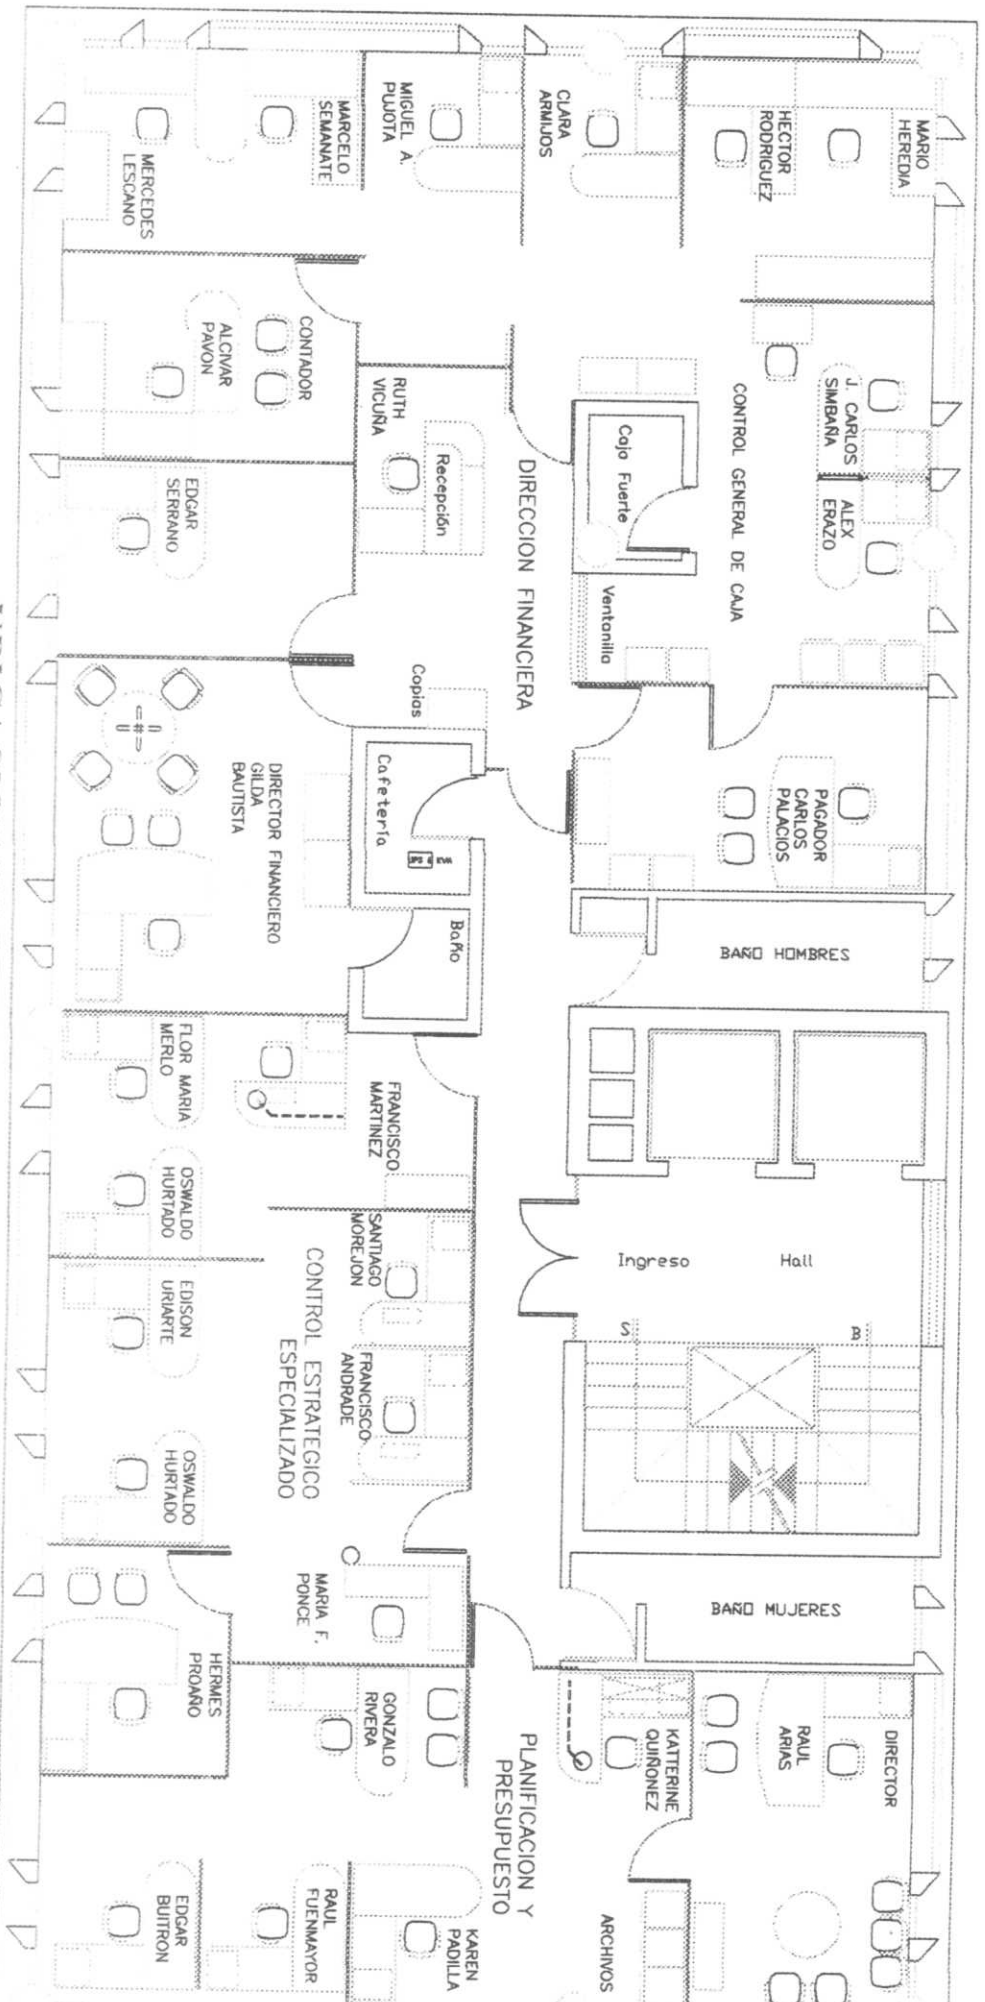 MARIO
HEREDIA
HECTOR
RODRIGUEZ
CLARA
ARMIJOS
MIGUEL A.
PUJOTA
MARCELO
SEMANATE
MERCEDES
LESCANO
J. CARLOS
SIMBAÑA
ALEX
ERAZO
CONTROL GENERAL DE CAJA
Caja Fuerte
Ventanilla
DIRECCION FINANCIERA
RUTH
VICUÑA
Recepción
CONTADOR
ALCIVAR
PAVON
EDGAR
SERRANO
Copias
Cafetería
Baño
PAGADOR
CARLOS
PALACIOS
DIRECTOR FINANCIERO
GILDA
BAUTISTA
BAÑO HOMBRES
FLOR MARIA
MERLO
FRANCISCO
MARTINEZ
OSWALDO
HURTADO
SANTIAGO
MOREJON
EDISON
URIARTE
CONTROL ESTRATEGICO
ESPECIALIZADO
FRANCISCO
ANDRADE
OSWALDO
HURTADO
Ingreso
Hall
S
B
BAÑO MUJERES
MARIA F.
PONCE
HERMES
PROAÑO
GONZALO
RIVERA
PLANIFICACION Y
PRESUPUESTO
KATTERINE
QUIÑONEZ
DIRECTOR
RAUL
ARIAS
ARCHIVOS
KAREN
PADILLA
RAUL
FUENMAYOR
EDGAR
BUITRON